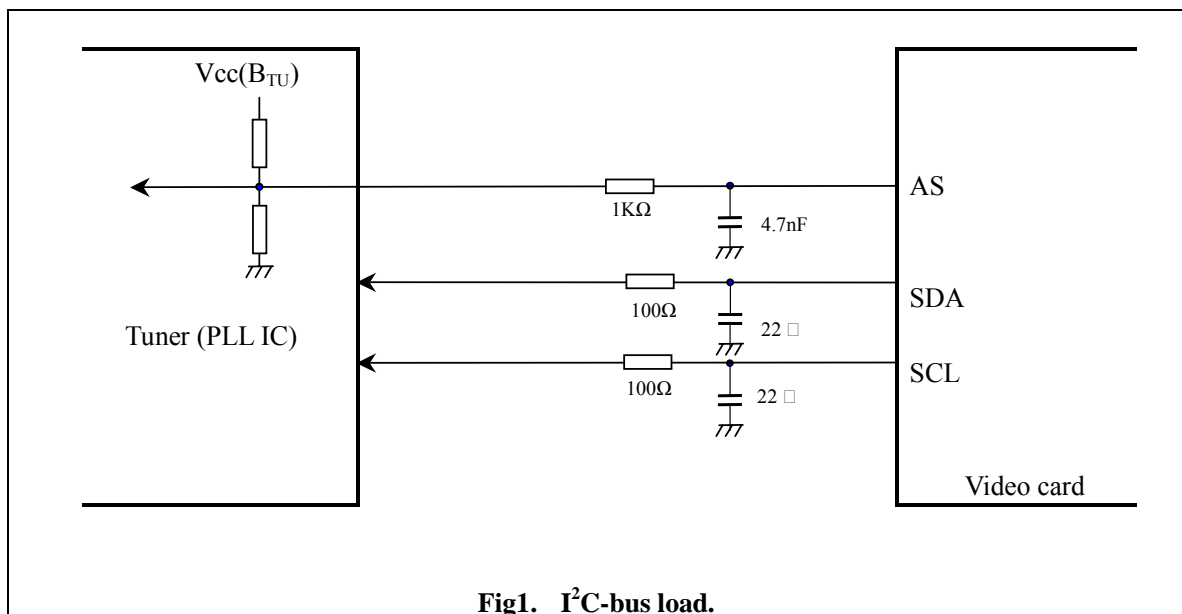 Vcc(BTU)
AS
1KΩ
4.7nF
SDA
100Ω
Tuner (PLL IC)
22 □
SCL
100Ω
22 □
Video card
Fig1. I²C-bus load.